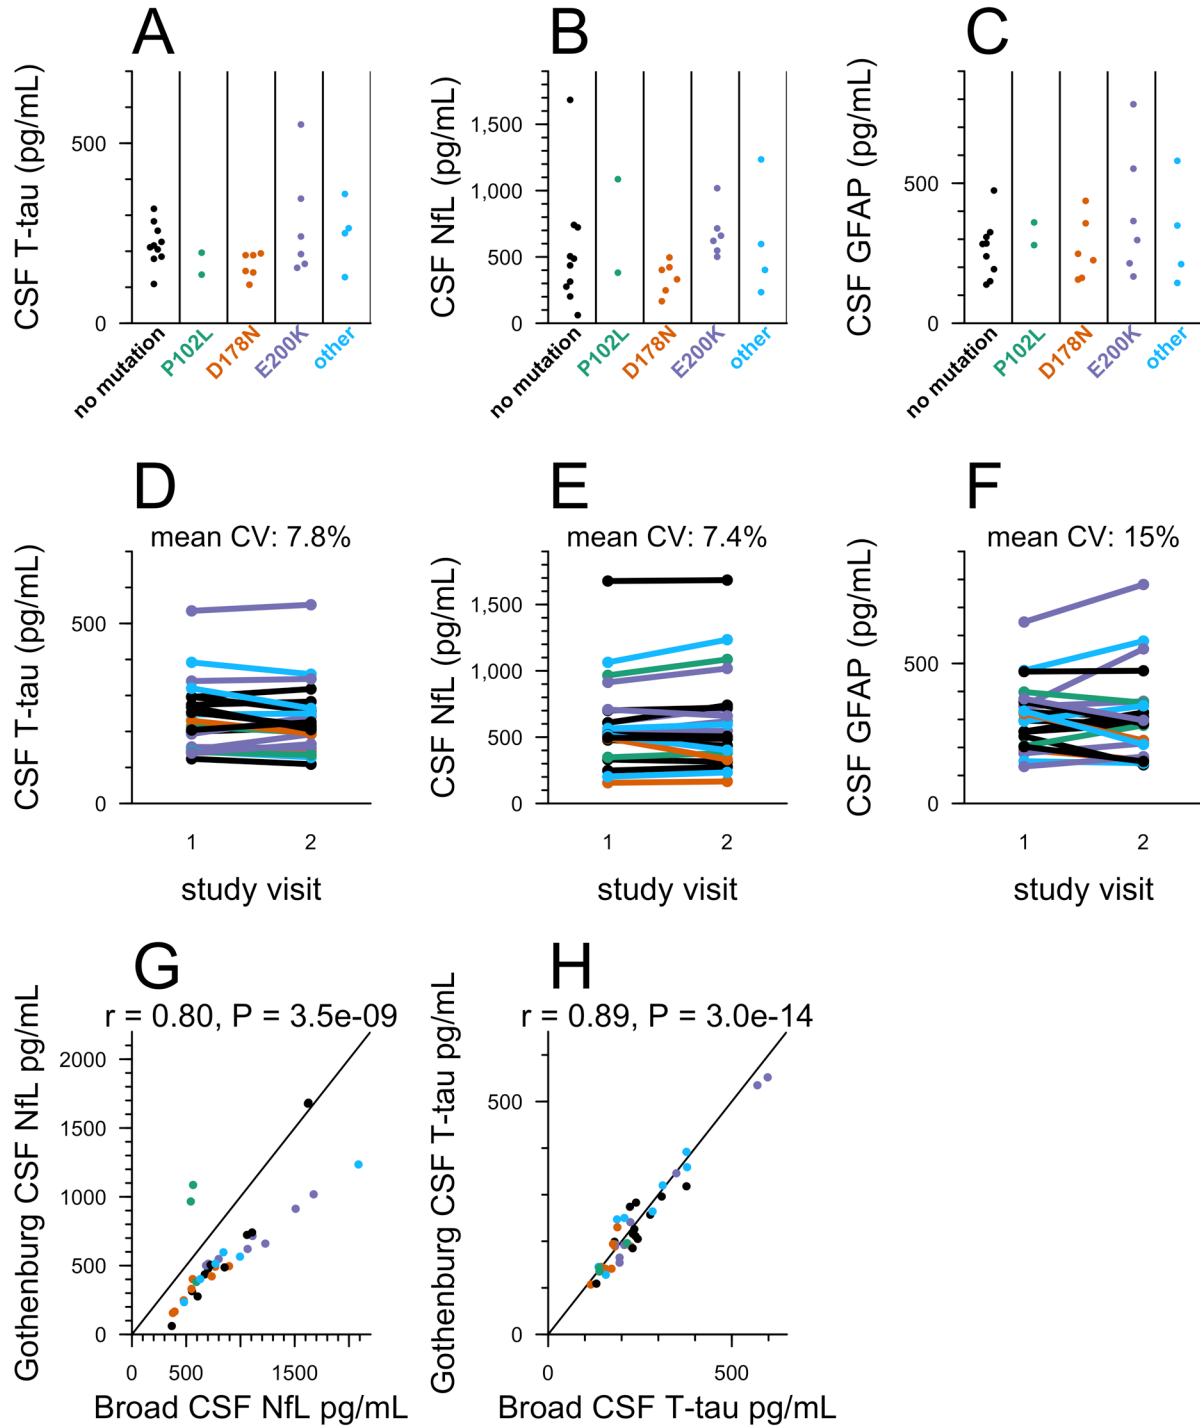 A
B
C
CSF T-tau (pg/mL)
500
0
no mutation
P102L
D178N
E200K
other
CSF NfL (pg/mL)
1,500
1,000
500
0
no mutation
P102L
D178N
E200K
other
CSF GFAP (pg/mL)
500
0
no mutation
P102L
D178N
E200K
other
D
mean CV: 7.8%
CSF T-tau (pg/mL)
500
0
1
2
study visit
E
mean CV: 7.4%
CSF NfL (pg/mL)
1,500
1,000
500
0
1
2
study visit
F
mean CV: 15%
CSF GFAP (pg/mL)
500
0
1
2
study visit
G
r = 0.80, P = 3.5e-09
Gothenburg CSF NfL pg/mL
2000
1500
1000
500
0
0
500
1500
Broad CSF NfL pg/mL
H
r = 0.89, P = 3.0e-14
Gothenburg CSF T-tau pg/mL
500
0
0
500
Broad CSF T-tau pg/mL